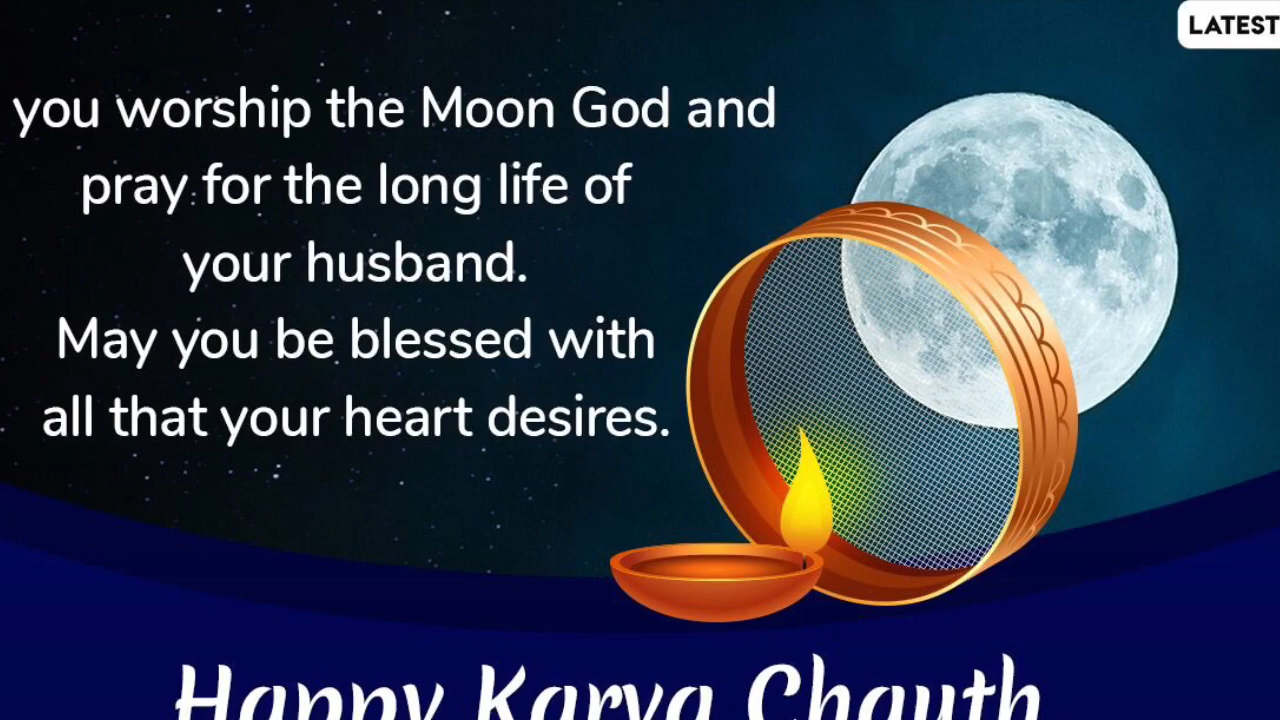 LATEST
you worship the Moon God and
pray for the long life of
your husband.
May you be blessed with
all that your heart desires.
Happy Karva Chauth